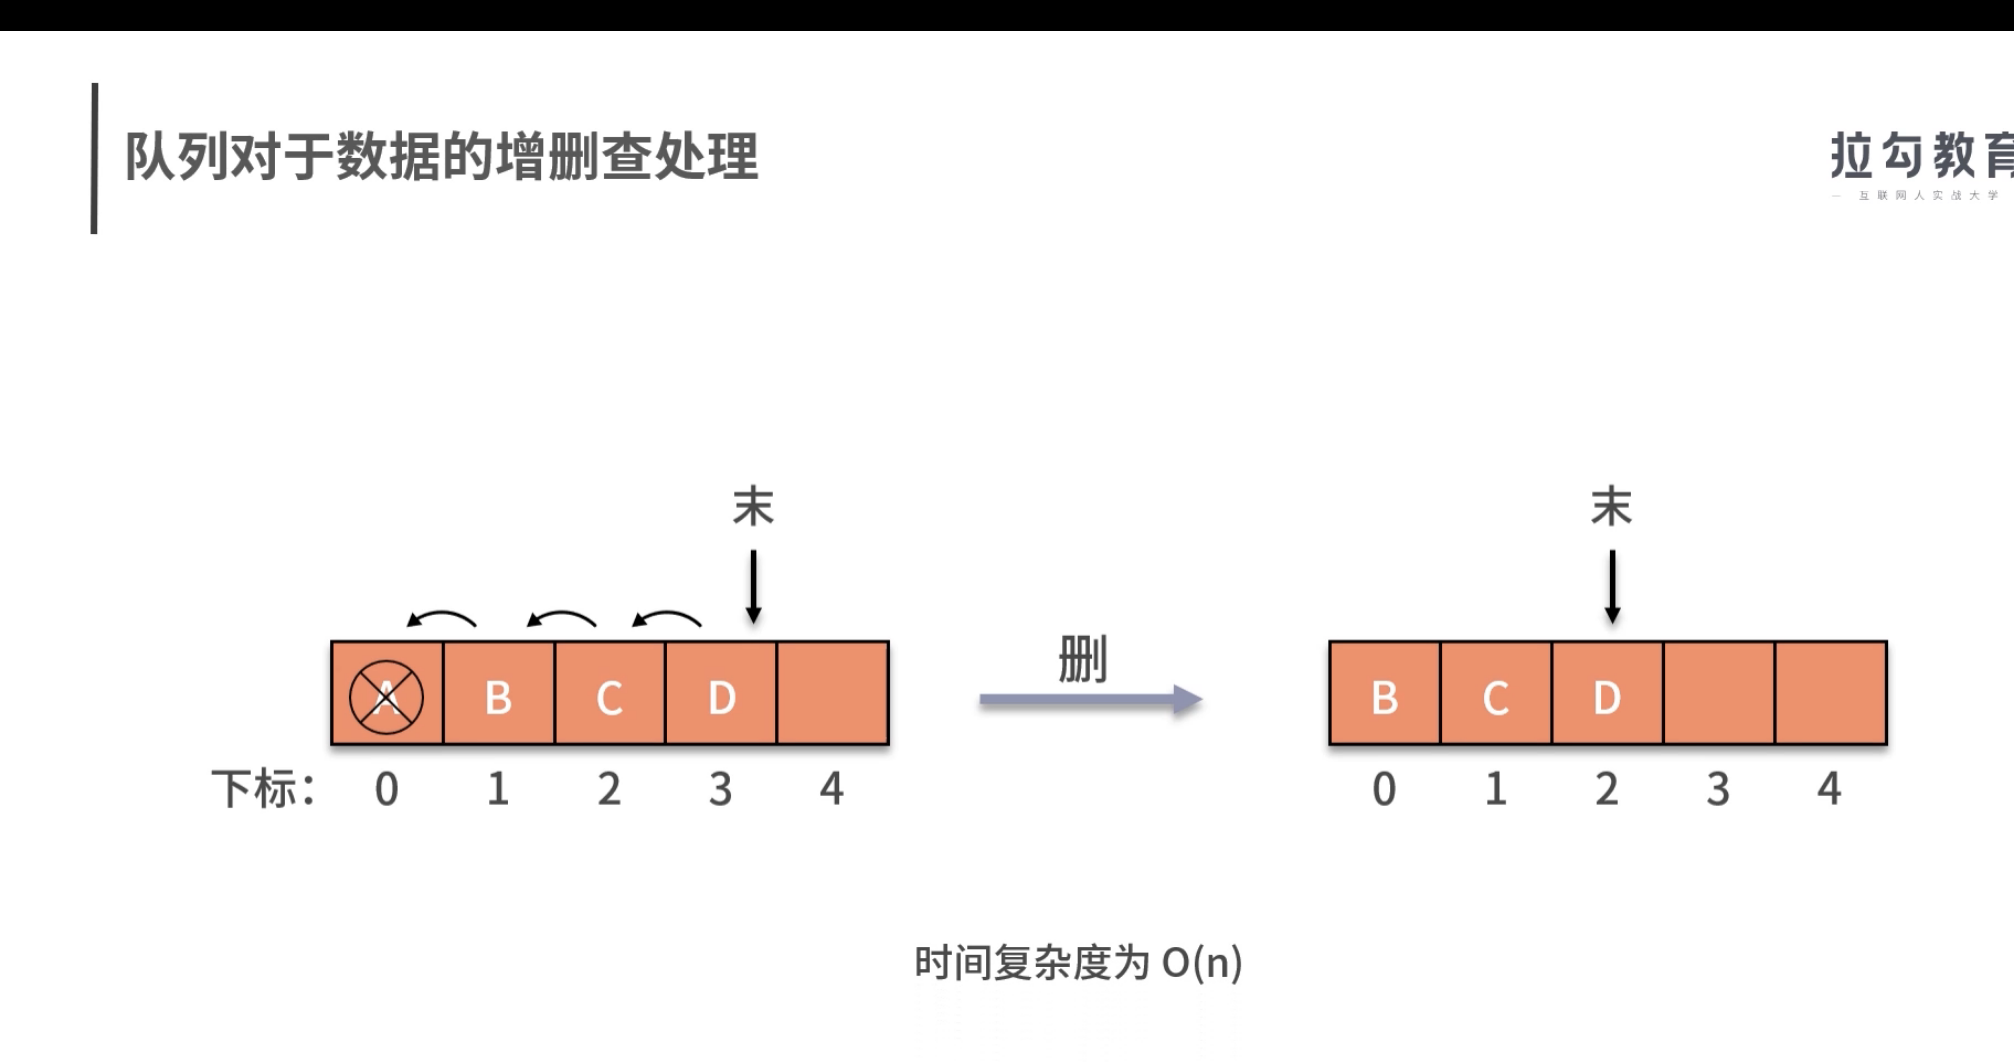 队列对于数据的增删查处理
拉勾教育
— 互联网人实战大学
末 末
删
A B C D B C D
下标： 0 1 2 3 4 0 1 2 3 4
时间复杂度为 O(n)